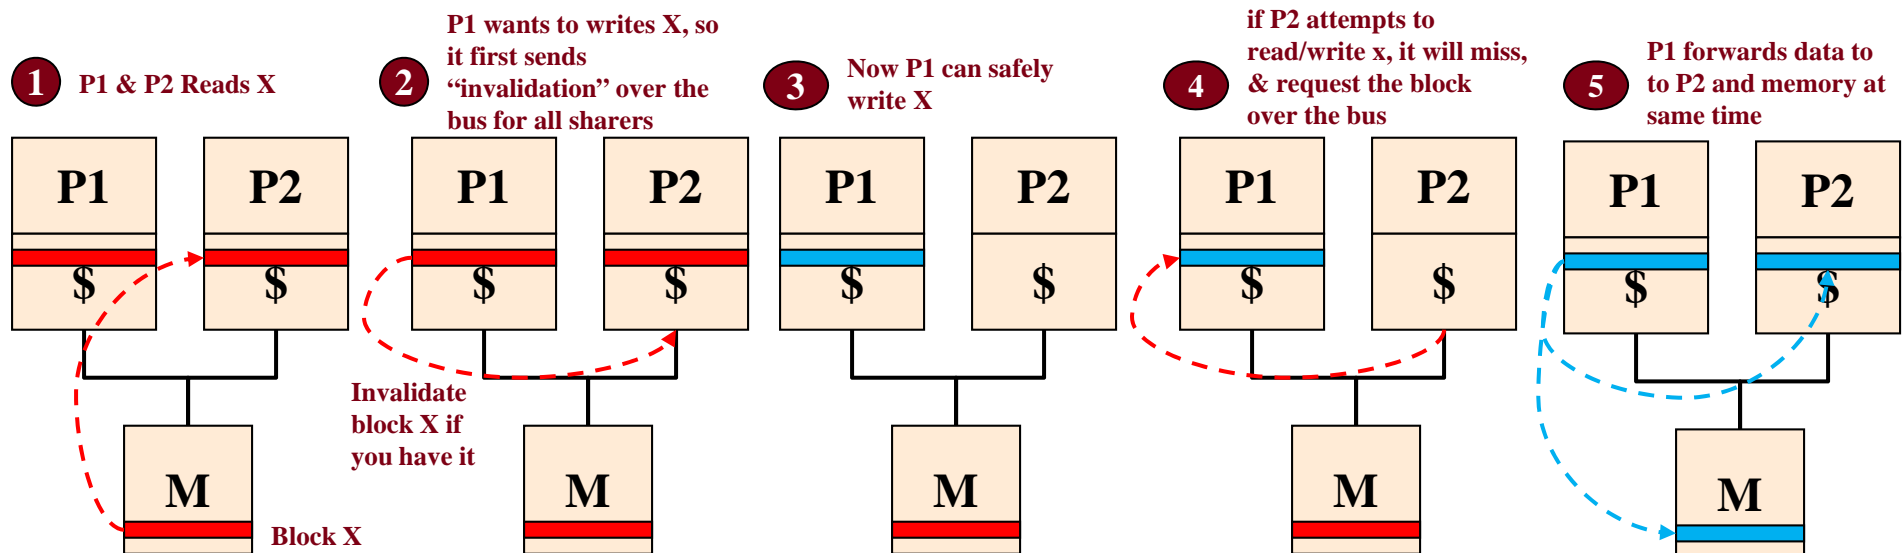 1
P1 & P2 Reads X
P1
P2
$
$
M
Block X
2
P1 wants to writes X, so
it first sends
“invalidation” over the
bus for all sharers
P1
P2
$
$
Invalidate
block X if
you have it
M
3
Now P1 can safely
write X
P1
P2
$
$
M
4
if P2 attempts to
read/write x, it will miss,
& request the block
over the bus
P1
P2
$
$
M
5
P1 forwards data to
to P2 and memory at
same time
P1
P2
$
$
M